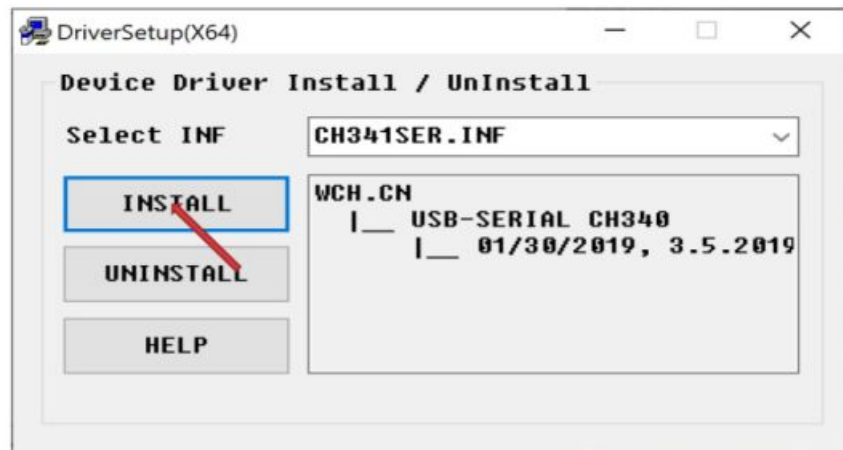 DriverSetup(X64)
Device Driver Install / UnInstall
Select INF
CH341SER.INF
INSTALL
UNINSTALL
HELP
WCH.CN
|__ USB-SERIAL CH340
|__ 01/30/2019, 3.5.2019